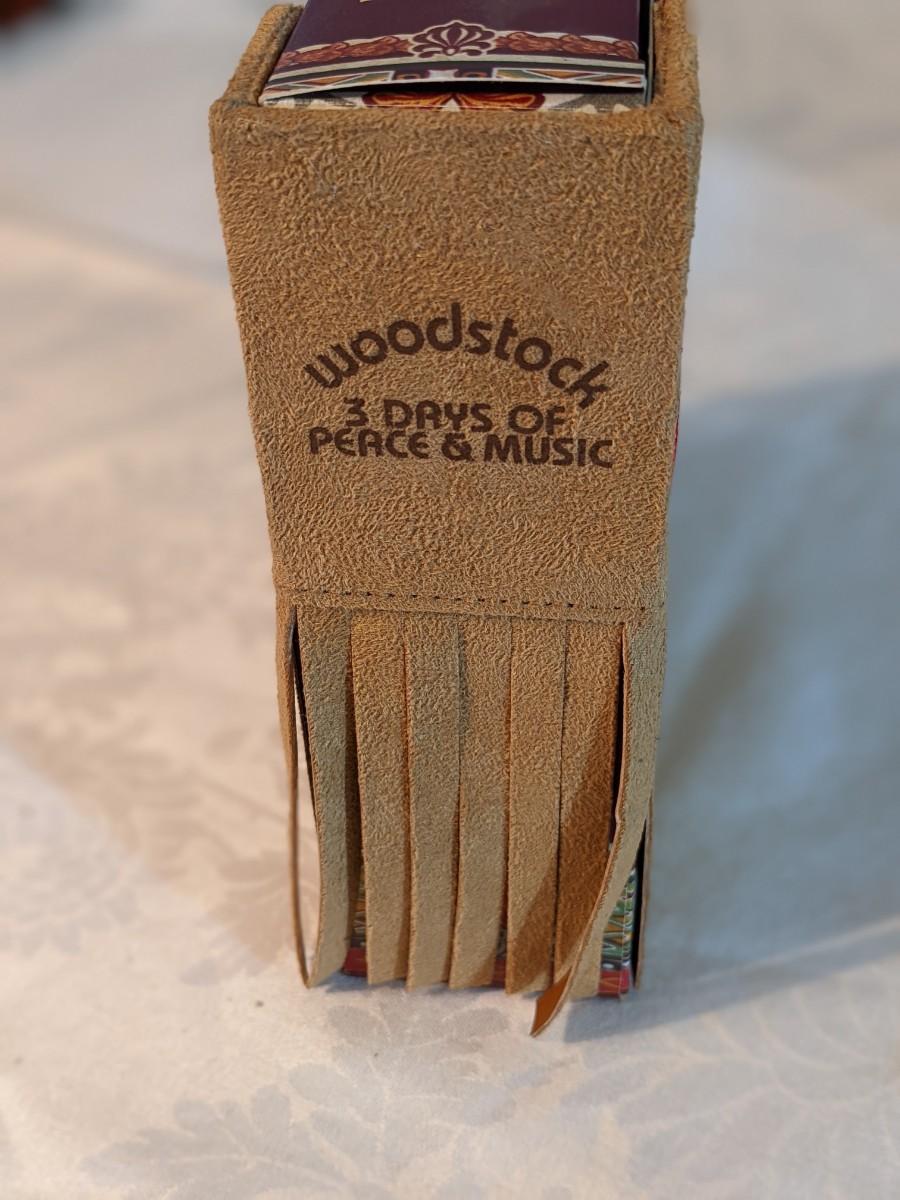 woodstock
3 DAYS OF
PEACE & MUSIC